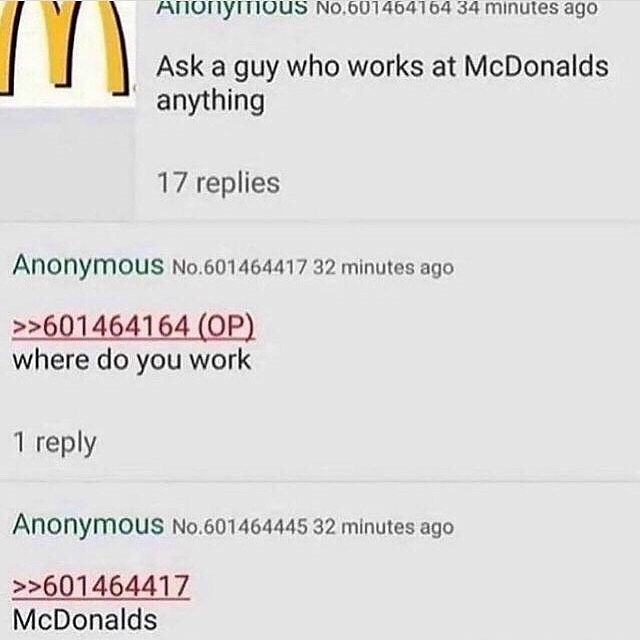 Anonymous No.601464164 34 minutes ago
Ask a guy who works at McDonalds
anything
17 replies
Anonymous No.601464417 32 minutes ago
>>601464164 (OP)
where do you work
1 reply
Anonymous No.601464445 32 minutes ago
>>601464417
McDonalds